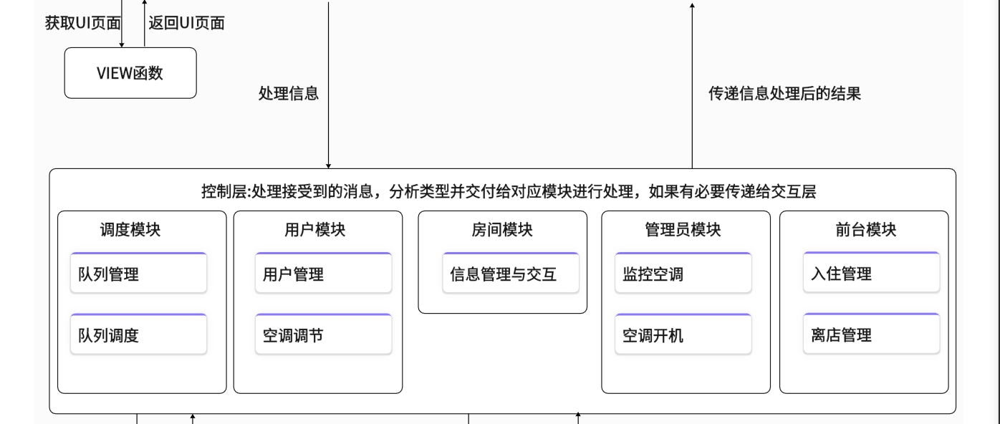 获取UI页面
返回UI页面
VIEW函数
处理信息
传递信息处理后的结果
控制层:处理接受到的消息，分析类型并交付给对应模块进行处理，如果有必要传递给交互层
调度模块
队列管理
队列调度
用户模块
用户管理
空调调节
房间模块
信息管理与交互
管理员模块
监控空调
空调开机
前台模块
入住管理
离店管理